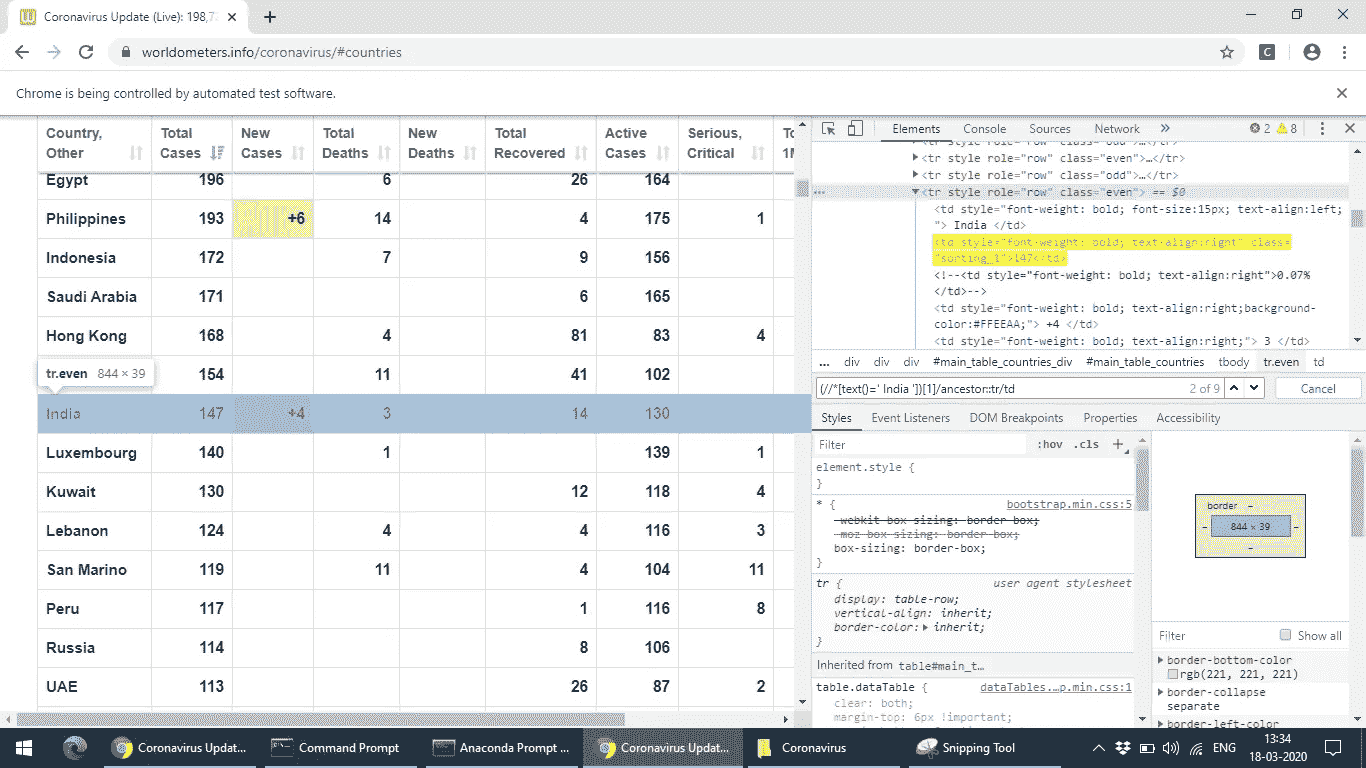 Coronavirus Update (Live): 198,7
worldometers.info/coronavirus/#countries
C
Chrome is being controlled by automated test software.
Country, Other Total Cases New Cases Total Deaths New Deaths Total Recovered Active Cases Serious, Critical
Egypt 196 6 26 164
Philippines 193 +6 14 4 175 1
Indonesia 172 7 9 156
Saudi Arabia 171 6 165
Hong Kong 168 4 81 83 4
tr.even 844 × 39 154 11 41 102
India 147 +4 3 14 130
Luxembourg 140 1 139 1
Kuwait 130 12 118 4
Lebanon 124 4 4 116 3
San Marino 119 11 4 104 11
Peru 117 1 116 8
Russia 114 8 106
UAE 113 26 87 2
Elements Console Sources Network » 2 8
<tr style role="row" class="odd">…</tr>
<tr style role="row" class="even">…</tr>
<tr style role="row" class="odd">…</tr>
… <tr style role="row" class="even"> == $0
<td style="font-weight: bold; font-size:15px; text-align:left;
"> India </td>
<td style="font-weight: bold; text-align:right" class=
"sorting_1">147</td>
<!--<td style="font-weight: bold; text-align:right">0.07%
</td>-->
<td style="font-weight: bold; text-align:right;background-
color:#FFEEAA;"> +4 </td>
<td style="font-weight: bold; text-align:right;"> 3 </td>
... div div div #main_table_countries_div #main_table_countries tbody tr.even td
(//*[text()=' India '])[1]/ancestor::tr/td 2 of 9 Cancel
Styles Event Listeners DOM Breakpoints Properties Accessibility
Filter :hov .cls +
element.style {
}
* { bootstrap.min.css:5
-webkit-box-sizing: border-box;
-moz-box-sizing: border-box;
box-sizing: border-box;
}
tr { user agent stylesheet
display: table-row;
vertical-align: inherit;
border-color: inherit;
}
Inherited from table#main_t…
table.dataTable { dataTables.…p.min.css:1
clear: both;
margin-top: 6px !important;
border –
– 844 × 39 –
–
Filter Show all
border-bottom-color
rgb(221, 221, 221)
border-collapse
separate
border-left-color
Coronavirus Updat... Command Prompt Anaconda Prompt ... Coronavirus Updat... Coronavirus Snipping Tool ENG 13:34
18-03-2020